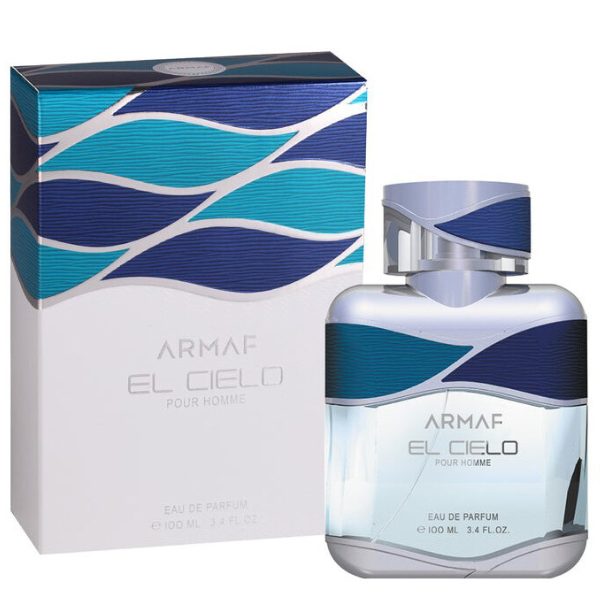 ARMAF
EL CIELO
POUR HOMME
EAU DE PARFUM
℮ 100 ML 3.4 FL.OZ.
ARMAF
EL CIELO
POUR HOMME
EAU DE PARFUM
℮ 100 ML 3.4 FL.OZ.